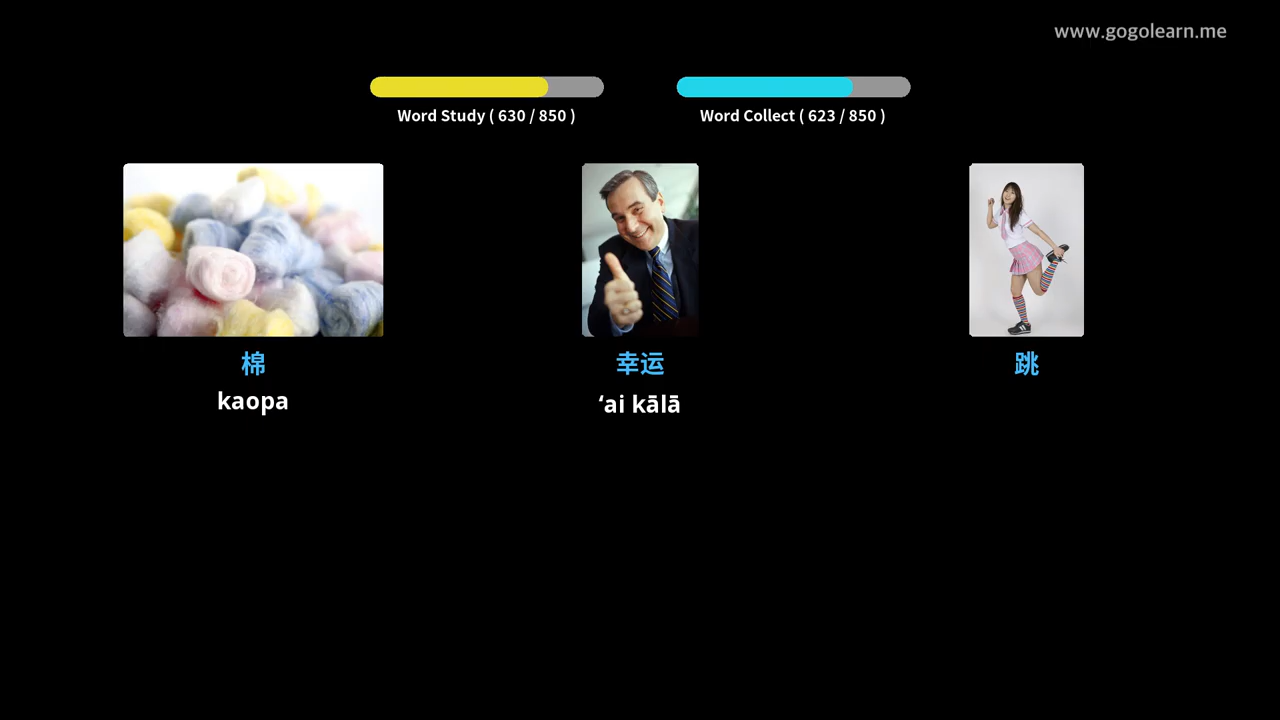 www.gogolearn.me
Word Study ( 630 / 850 )
Word Collect ( 623 / 850 )
棉
幸运
跳
kaopa
ʻai kālā